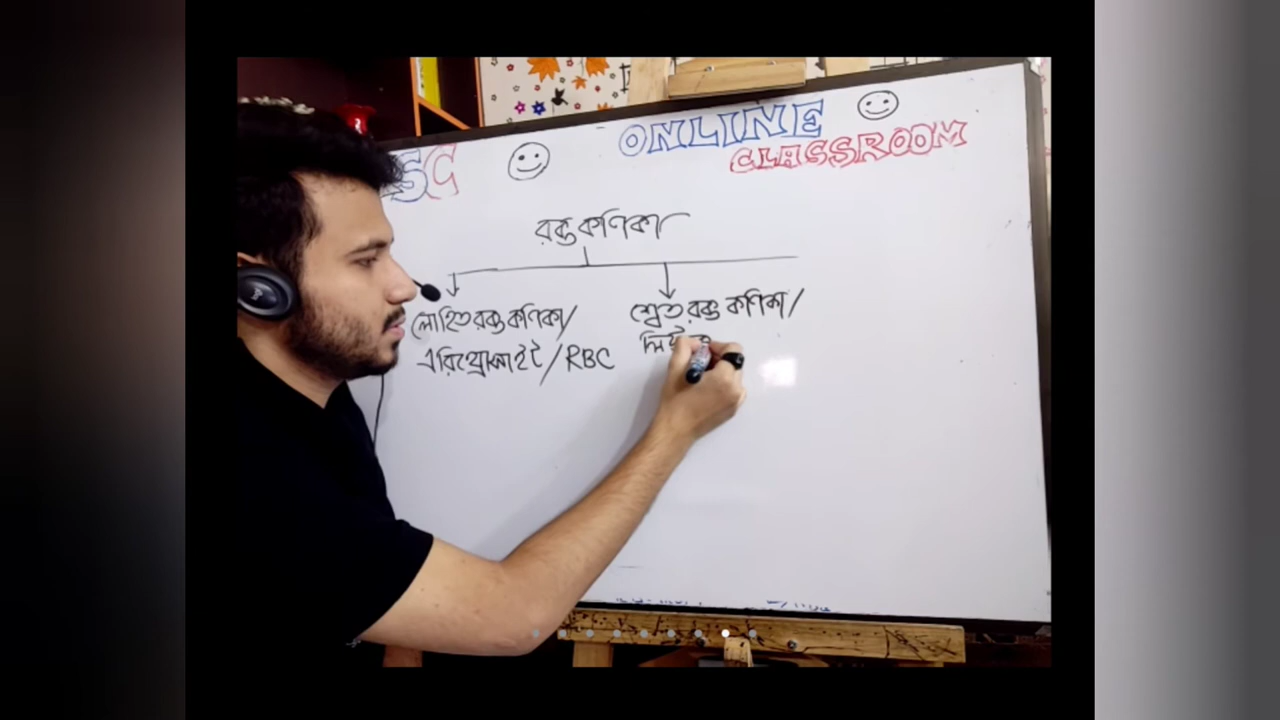 SC
ONLINE
CLASSROOM
রক্ত কণিকা
লোহিত রক্ত কণিকা/
এরিথ্রোসাইট/RBC
শ্বেত রক্ত কণিকা/